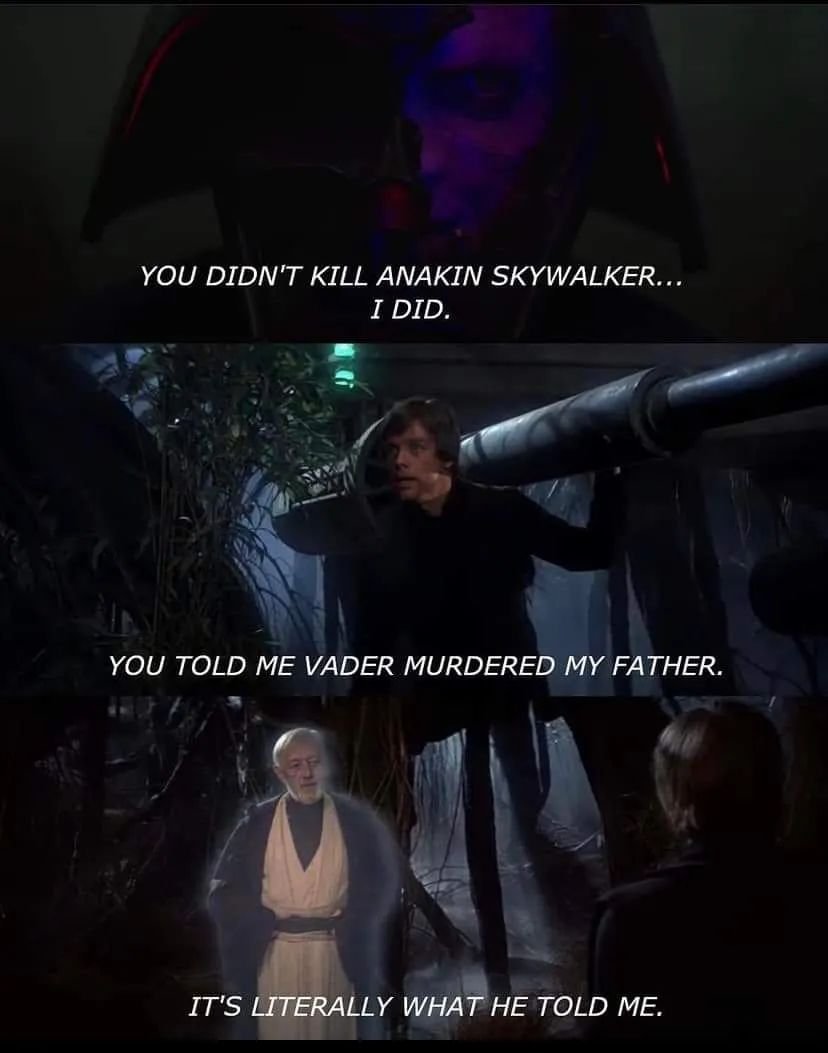 YOU DIDN'T KILL ANAKIN SKYWALKER...
I DID.
YOU TOLD ME VADER MURDERED MY FATHER.
IT'S LITERALLY WHAT HE TOLD ME.